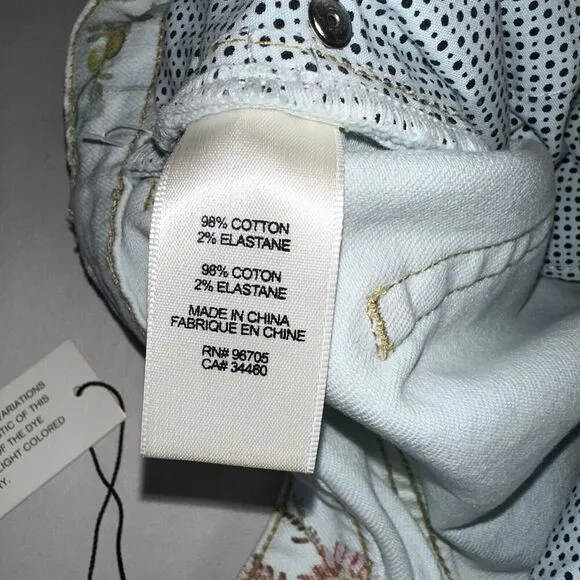 98% COTTON
2% ELASTANE
98% COTON
2% ELASTANE
MADE IN CHINA
FABRIQUE EN CHINE
RN# 96705
CA# 34460
VARIATIONS
TIC OF THIS
OF THE DYE
LIGHT COLORED
Y.